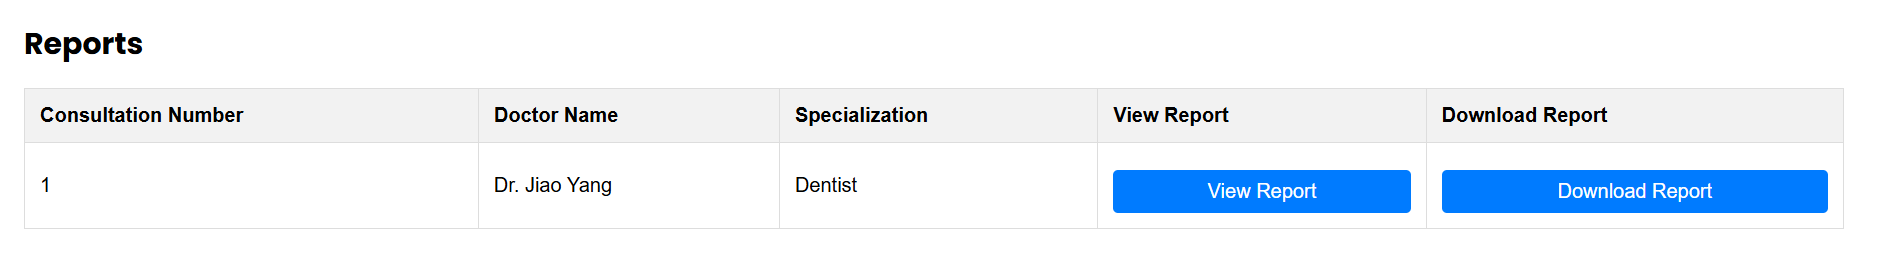 Reports
Consultation Number Doctor Name Specialization View Report Download Report
1 Dr. Jiao Yang Dentist View Report Download Report